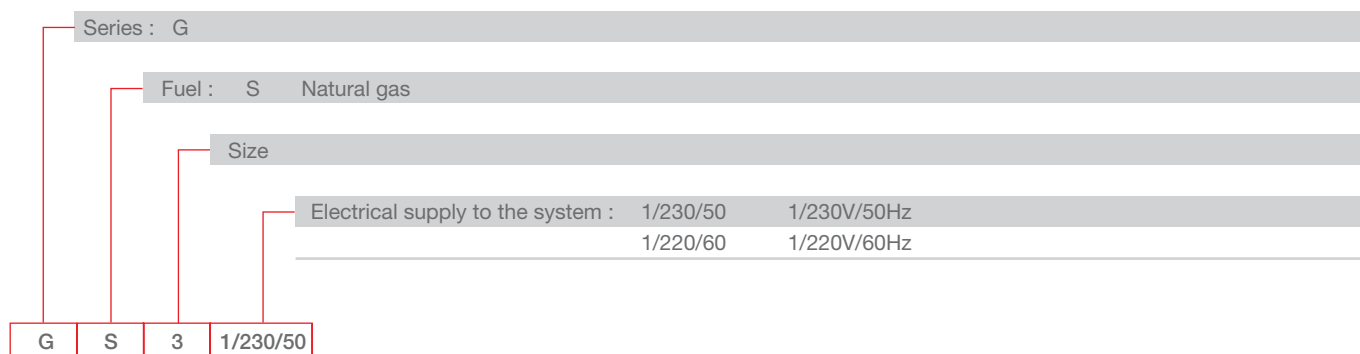 Series : G
Fuel : S Natural gas
Size
Electrical supply to the system : 1/230/50 1/230V/50Hz
1/220/60 1/220V/60Hz
G S 3 1/230/50